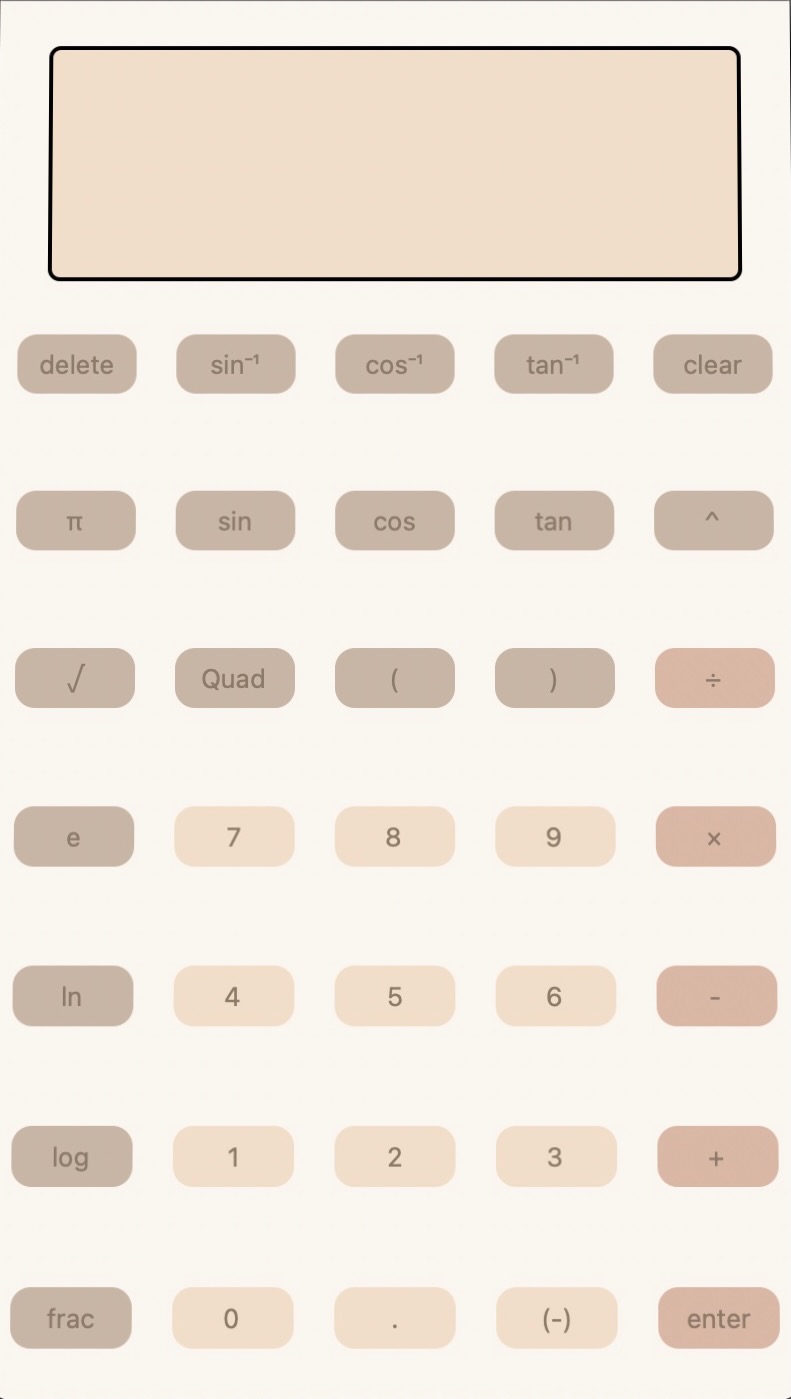 delete sin⁻¹ cos⁻¹ tan⁻¹ clear
π sin cos tan ^
√ Quad ( ) ÷
e 7 8 9 ×
ln 4 5 6 -
log 1 2 3 +
frac 0 . (-) enter